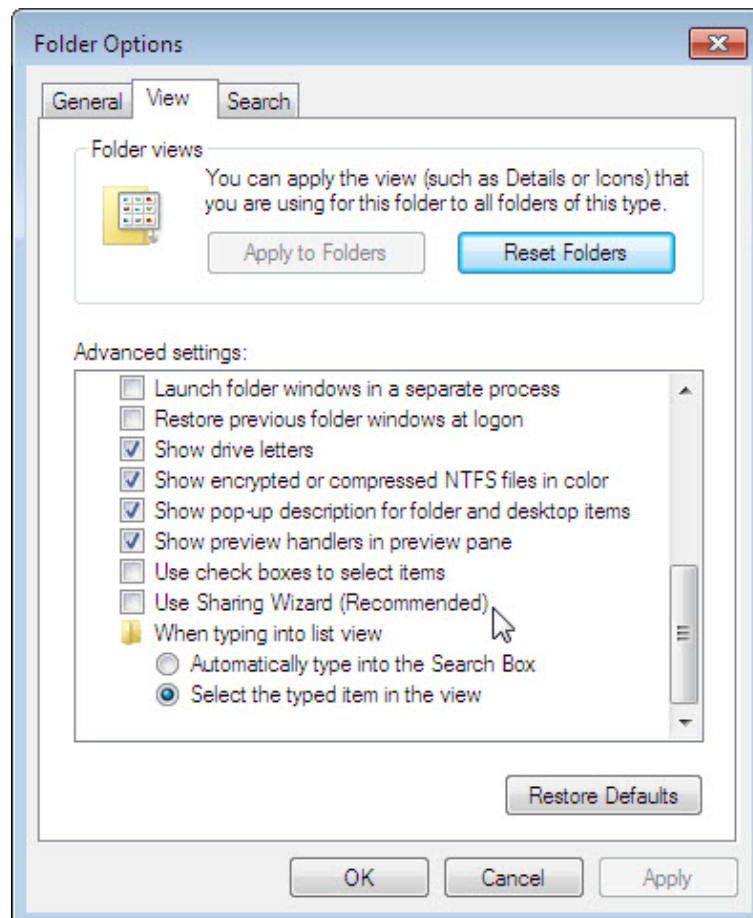 Folder Options
General View Search
Folder views
You can apply the view (such as Details or Icons) that
you are using for this folder to all folders of this type.
Apply to Folders Reset Folders
Advanced settings:
Launch folder windows in a separate process
Restore previous folder windows at logon
Show drive letters
Show encrypted or compressed NTFS files in color
Show pop-up description for folder and desktop items
Show preview handlers in preview pane
Use check boxes to select items
Use Sharing Wizard (Recommended)
When typing into list view
Automatically type into the Search Box
Select the typed item in the view
Restore Defaults
OK Cancel Apply